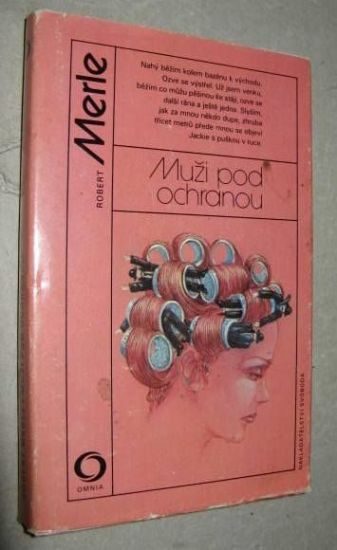 ROBERT
Merle
Nahý běžím kolem bazénu k východu.
Ozve se výstřel. Už jsem venku,
běžím co můžu pěšinou ke stáji, ozve se
další rána a ještě jedna. Slyším,
jak za mnou někdo dupe, zhruba
třicet metrů přede mnou se objeví
Jackie s puškou v ruce.
Muži pod
ochranou
NAKLADATELSTVÍ SVOBODA
OMNIA